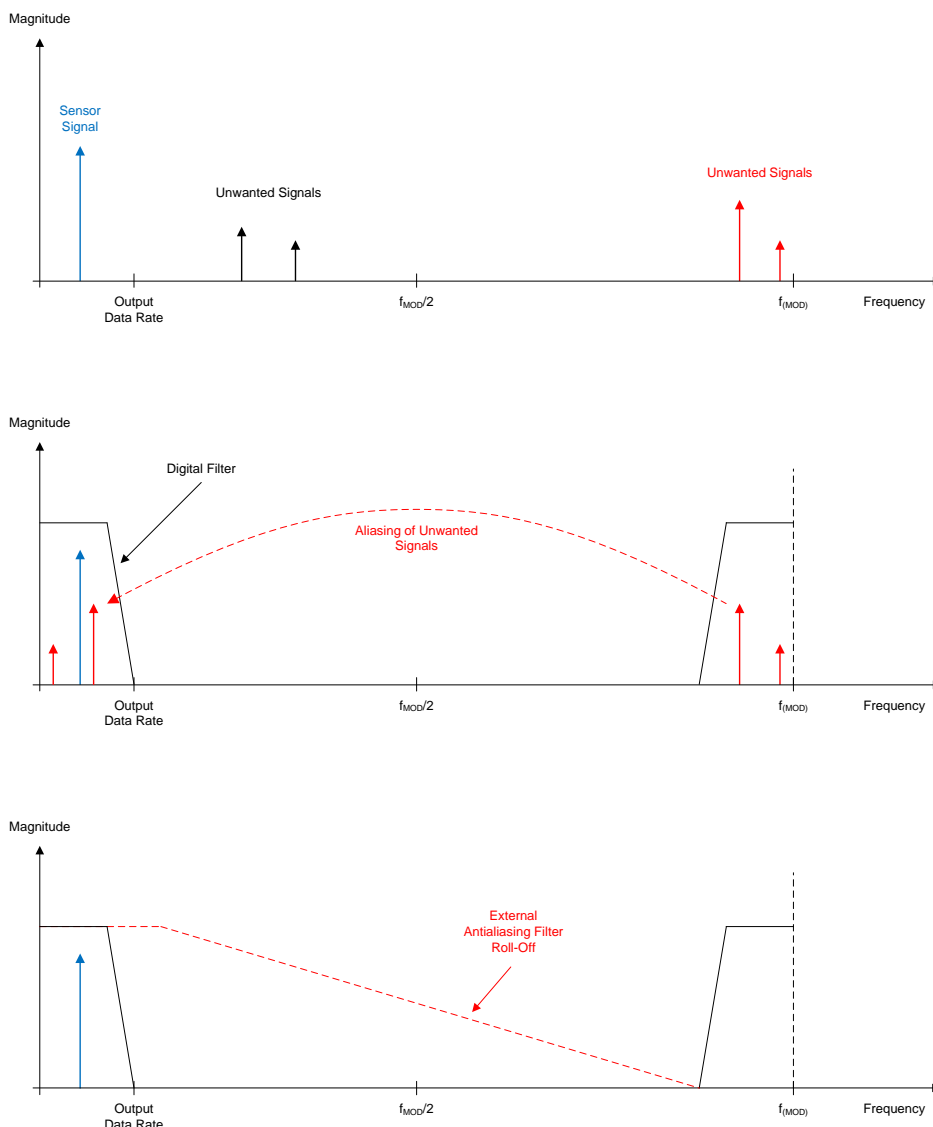 Magnitude
Sensor
Signal
Unwanted Signals
Unwanted Signals
Output
Data Rate
fMOD/2
f(MOD)
Frequency
Magnitude
Digital Filter
Aliasing of Unwanted
Signals
Output
Data Rate
fMOD/2
f(MOD)
Frequency
Magnitude
External
Antialiasing Filter
Roll-Off
Output
Data Rate
fMOD/2
f(MOD)
Frequency